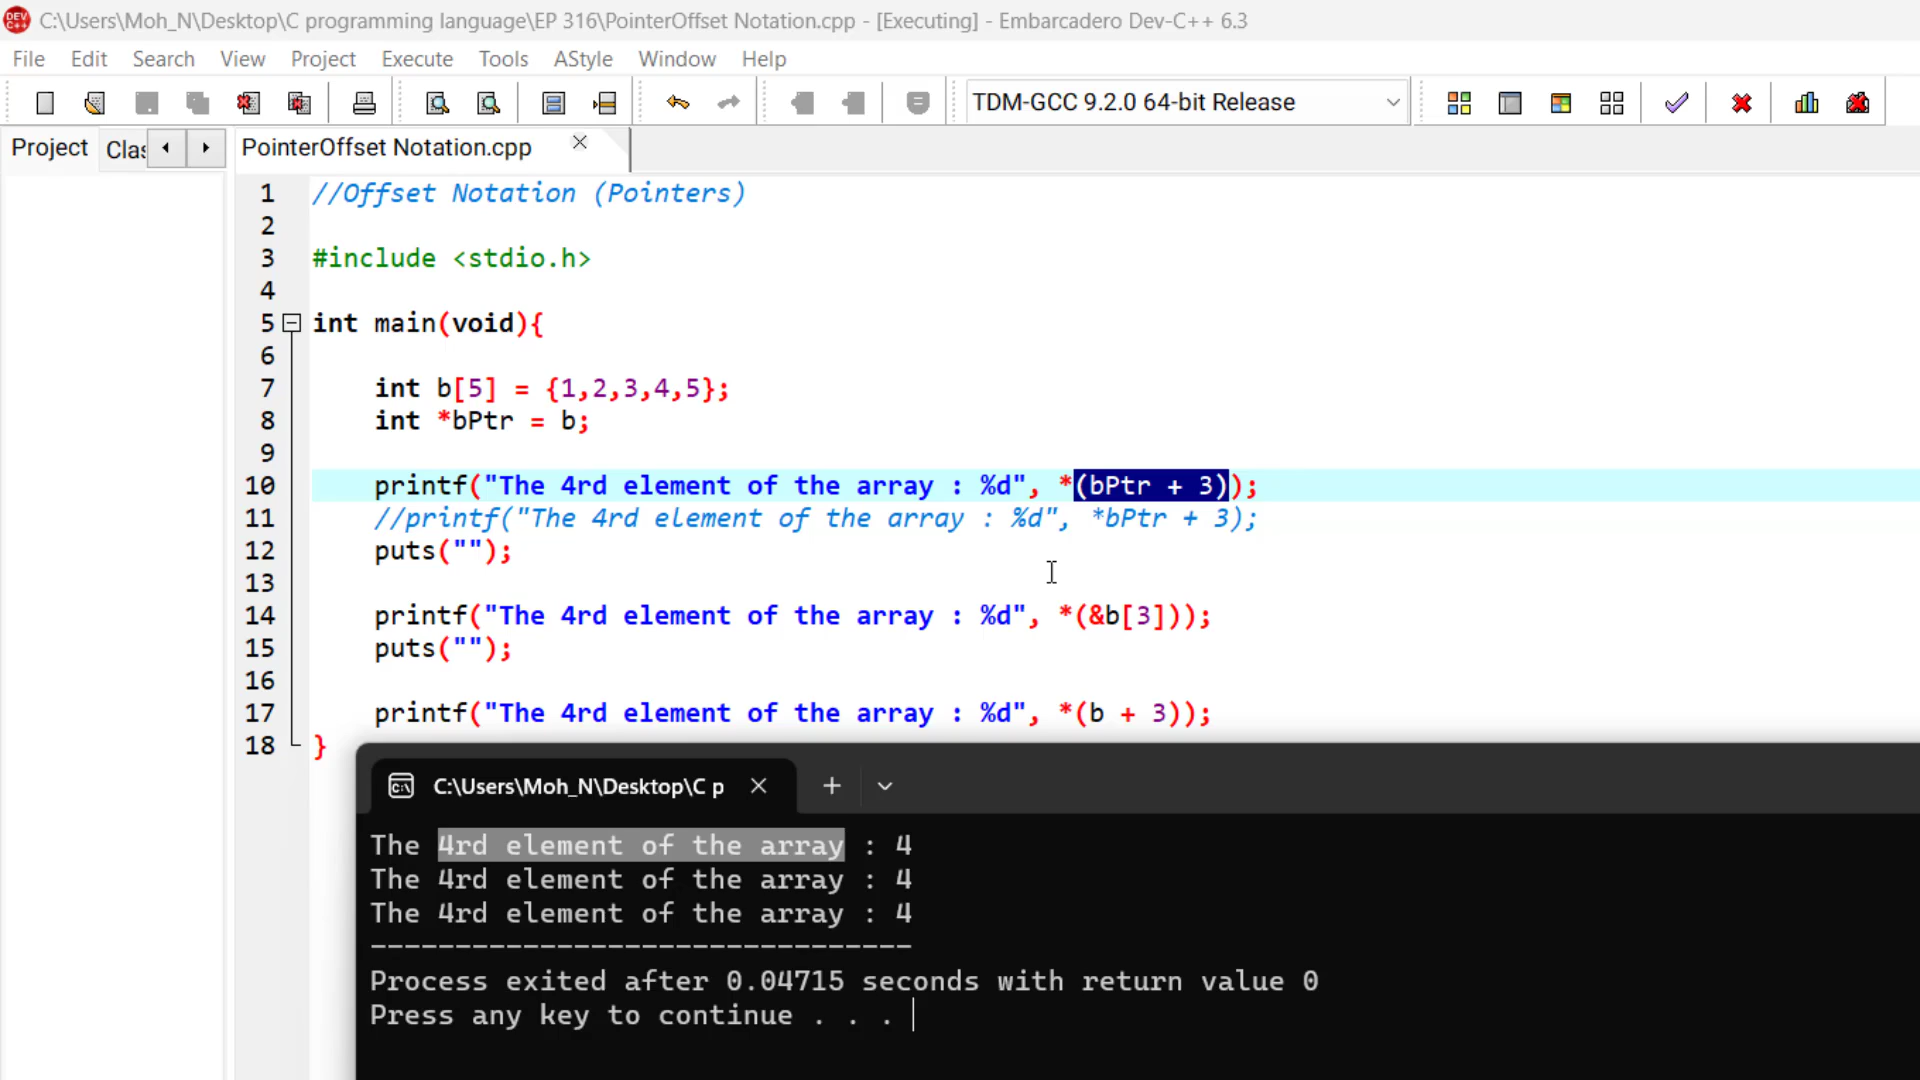 C:\Users\Moh_N\Desktop\C programming language\EP 316\PointerOffset Notation.cpp - [Executing] - Embarcadero Dev-C++ 6.3
File Edit Search View Project Execute Tools AStyle Window Help
TDM-GCC 9.2.0 64-bit Release
Project Clas PointerOffset Notation.cpp
1 //Offset Notation (Pointers)
2
3 #include <stdio.h>
4
5 int main(void){
6
7 int b[5] = {1,2,3,4,5};
8 int *bPtr = b;
9
10 printf("The 4rd element of the array : %d", *(bPtr + 3));
11 //printf("The 4rd element of the array : %d", *bPtr + 3);
12 puts("");
13
14 printf("The 4rd element of the array : %d", *(&b[3]));
15 puts("");
16
17 printf("The 4rd element of the array : %d", *(b + 3));
18 }
C:\Users\Moh_N\Desktop\C p
The 4rd element of the array : 4
The 4rd element of the array : 4
The 4rd element of the array : 4
--------------------------------
Process exited after 0.04715 seconds with return value 0
Press any key to continue . . .